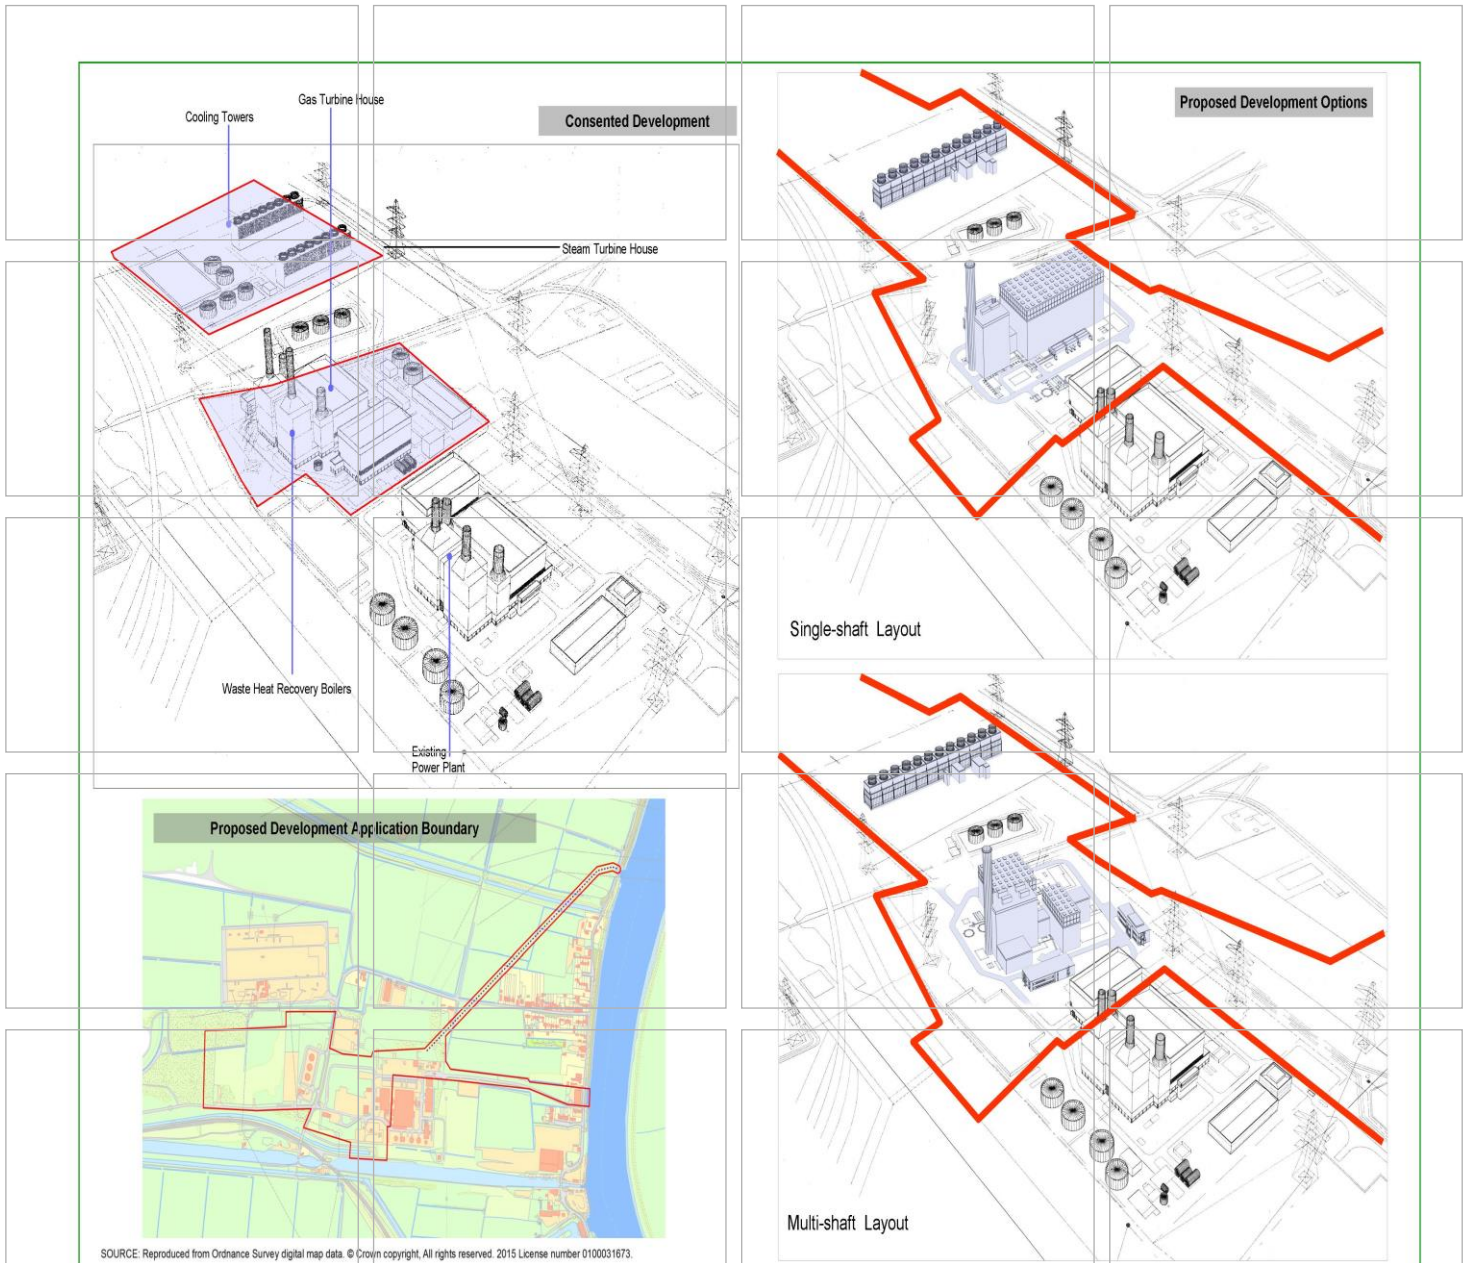 Consented Development
Gas Turbine House
Cooling Towers
Steam Turbine House
Waste Heat Recovery Boilers
Existing
Power Plant
Proposed Development Application Boundary
SOURCE: Reproduced from Ordnance Survey digital map data. © Crown copyright, All rights reserved. 2015 License number 0100031673.
Proposed Development Options
Single-shaft Layout
Multi-shaft Layout